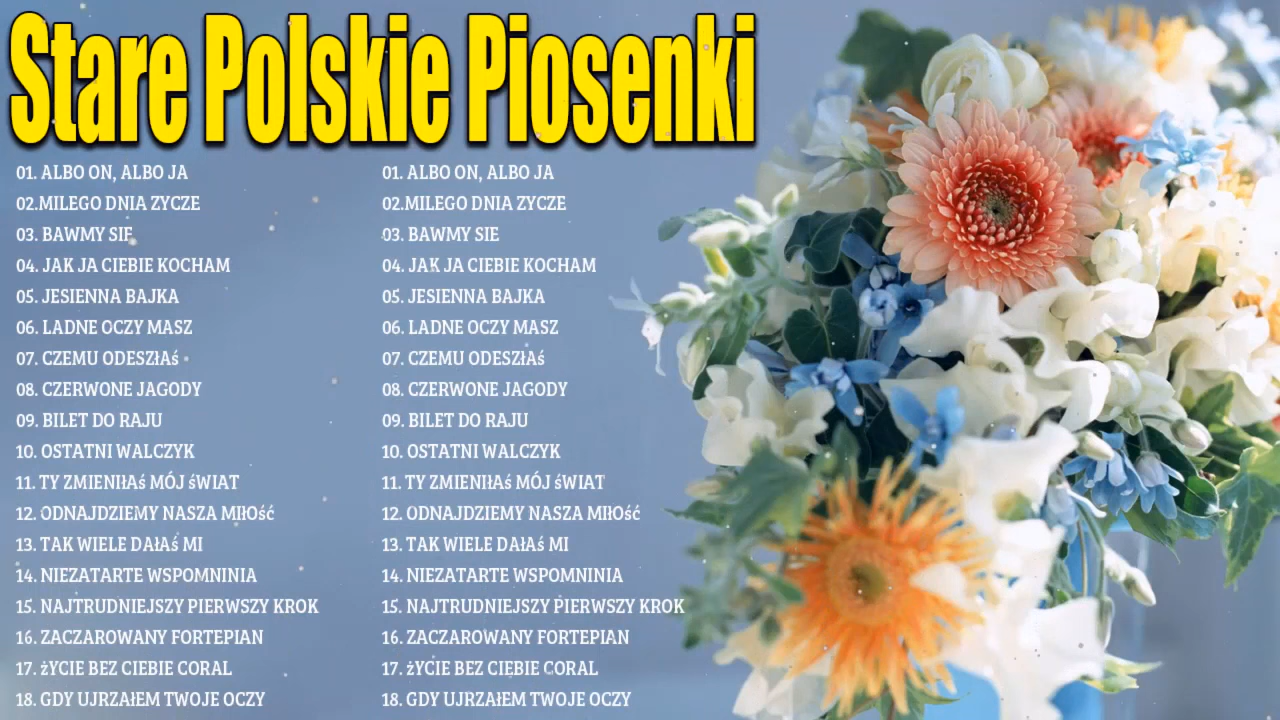 Stare Polskie Piosenki
01. ALBO ON, ALBO JA
02.MILEGO DNIA ZYCZE
03. BAWMY SIE
04. JAK JA CIEBIE KOCHAM
05. JESIENNA BAJKA
06. LADNE OCZY MASZ
07. CZEMU ODESZłAś
08. CZERWONE JAGODY
09. BILET DO RAJU
10. OSTATNI WALCZYK
11. TY ZMIENIłAś MÓJ śWIAT
12. ODNAJDZIEMY NASZA MIłOść
13. TAK WIELE DAłAś MI
14. NIEZATARTE WSPOMNINIA
15. NAJTRUDNIEJSZY PIERWSZY KROK
16. ZACZAROWANY FORTEPIAN
17. żYCIE BEZ CIEBIE CORAL
18. GDY UJRZAłEM TWOJE OCZY
01. ALBO ON, ALBO JA
02.MILEGO DNIA ZYCZE
03. BAWMY SIE
04. JAK JA CIEBIE KOCHAM
05. JESIENNA BAJKA
06. LADNE OCZY MASZ
07. CZEMU ODESZłAś
08. CZERWONE JAGODY
09. BILET DO RAJU
10. OSTATNI WALCZYK
11. TY ZMIENIłAś MÓJ śWIAT
12. ODNAJDZIEMY NASZA MIłOść
13. TAK WIELE DAłAś MI
14. NIEZATARTE WSPOMNINIA
15. NAJTRUDNIEJSZY PIERWSZY KROK
16. ZACZAROWANY FORTEPIAN
17. żYCIE BEZ CIEBIE CORAL
18. GDY UJRZAłEM TWOJE OCZY